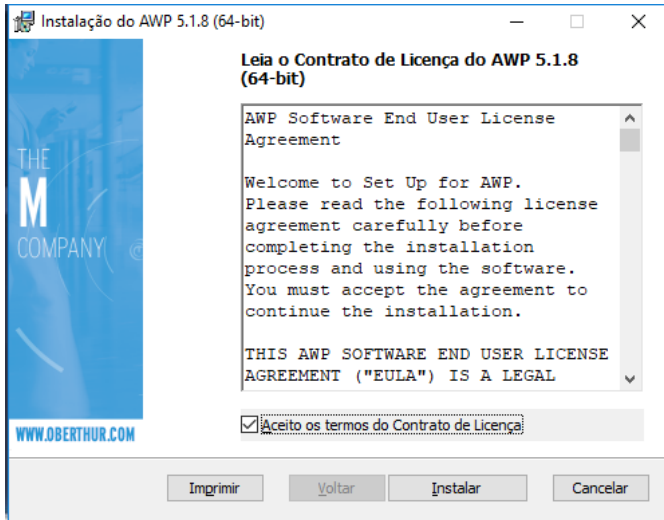 Instalação do AWP 5.1.8 (64-bit)
Leia o Contrato de Licença do AWP 5.1.8
(64-bit)
THE
M
COMPANY
AWP Software End User License
Agreement
Welcome to Set Up for AWP.
Please read the following license
agreement carefully before
completing the installation
process and using the software.
You must accept the agreement to
continue the installation.
THIS AWP SOFTWARE END USER LICENSE
AGREEMENT ("EULA") IS A LEGAL
Aceito os termos do Contrato de Licença
WWW.OBERTHUR.COM
Imprimir
Voltar
Instalar
Cancelar